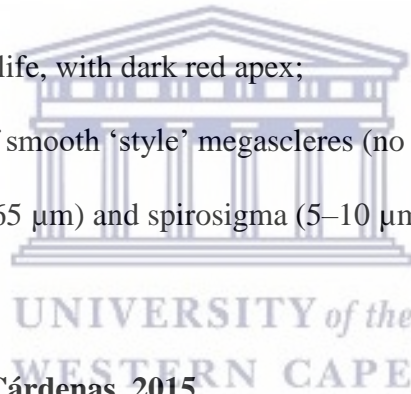 life, with dark red apex;
smooth ‘style’ megascleres (no
65 µm) and spirosigma (5–10 µm
UNIVERSITY of the
WESTERN CAPE
Cárdenas, 2015